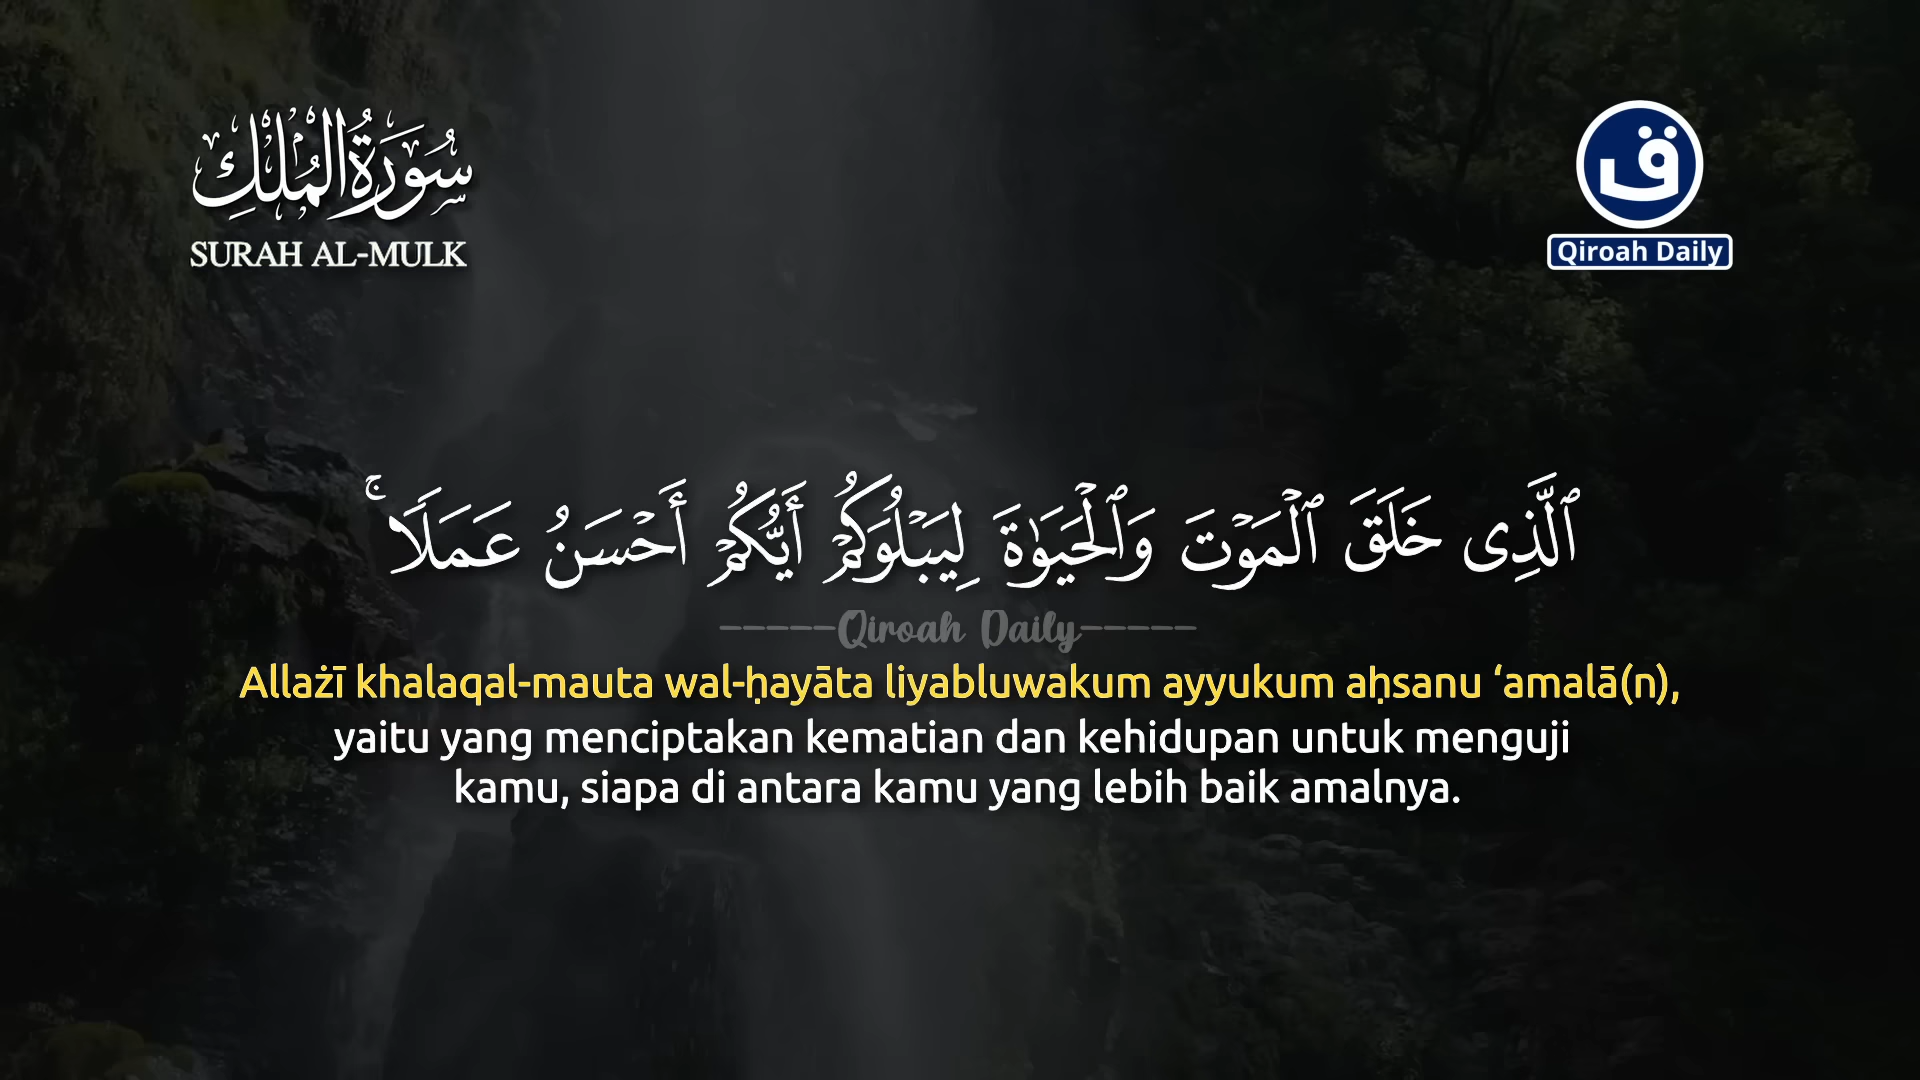 سُورَةُ الْمُلْكِ
SURAH AL-MULK
ق
Qiroah Daily
ٱلَّذِى خَلَقَ ٱلْمَوْتَ وَٱلْحَيَوٰةَ لِيَبْلُوَكُمْ أَيُّكُمْ أَحْسَنُ عَمَلًا ۚ
-----Qiroah Daily-----
Allażī khalaqal-mauta wal-ḥayāta liyabluwakum ayyukum aḥsanu ‘amalā(n),
yaitu yang menciptakan kematian dan kehidupan untuk menguji
kamu, siapa di antara kamu yang lebih baik amalnya.